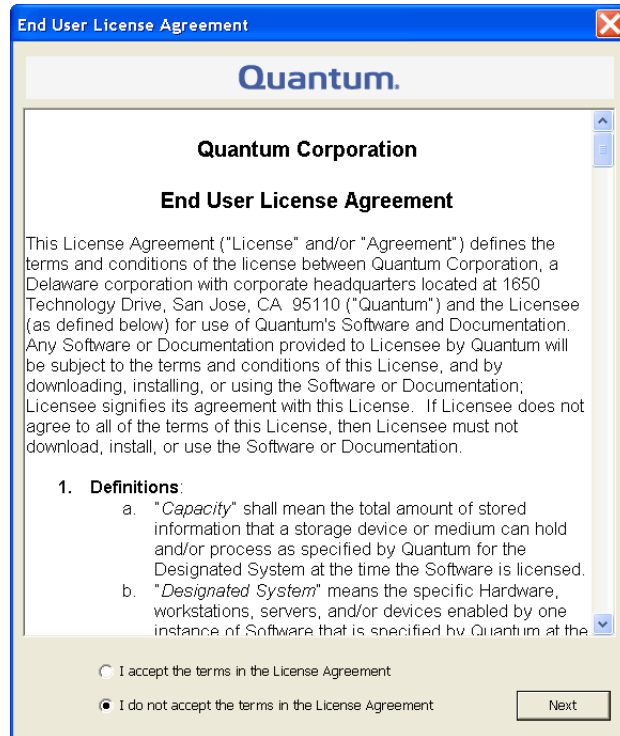 End User License Agreement
Quantum.
Quantum Corporation
End User License Agreement
This License Agreement ("License" and/or "Agreement") defines the
terms and conditions of the license between Quantum Corporation, a
Delaware corporation with corporate headquarters located at 1650
Technology Drive, San Jose, CA  95110 ("Quantum") and the Licensee
(as defined below) for use of Quantum's Software and Documentation.
Any Software or Documentation provided to Licensee by Quantum will
be subject to the terms and conditions of this License, and by
downloading, installing, or using the Software or Documentation;
Licensee signifies its agreement with this License.  If Licensee does not
agree to all of the terms of this License, then Licensee must not
download, install, or use the Software or Documentation.
1. Definitions:
a. "Capacity" shall mean the total amount of stored
information that a storage device or medium can hold
and/or process as specified by Quantum for the
Designated System at the time the Software is licensed.
b. "Designated System" means the specific Hardware,
workstations, servers, and/or devices enabled by one
instance of Software that is specified by Quantum at the
I accept the terms in the License Agreement
I do not accept the terms in the License Agreement
Next